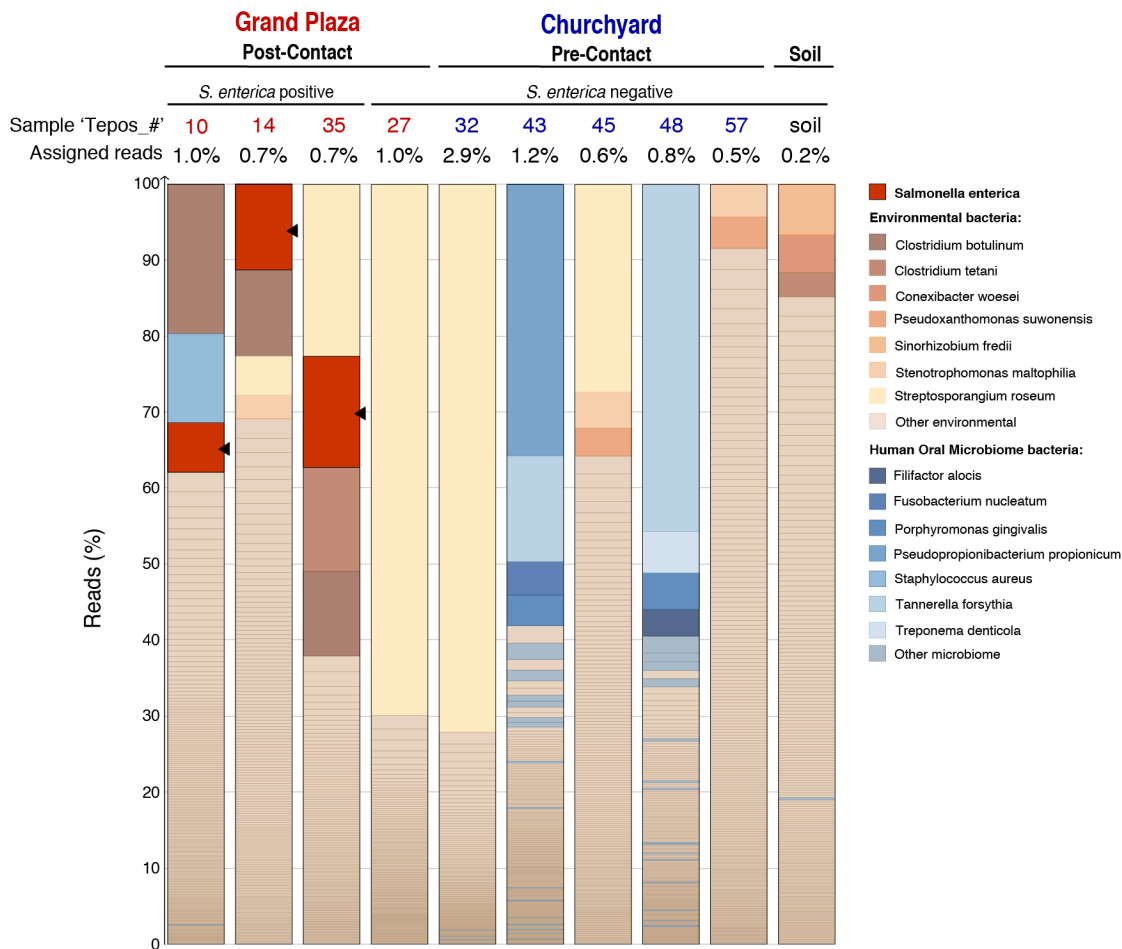 Grand Plaza Churchyard
Post-Contact Pre-Contact Soil
S. enterica positive S. enterica negative
Sample 'Tepos_#' 10 14 35 27 32 43 45 48 57 soil
Assigned reads 1.0% 0.7% 0.7% 1.0% 2.9% 1.2% 0.6% 0.8% 0.5% 0.2%
100
90
80
70
60
50
40
30
20
10
0
Reads (%)
Salmonella enterica
Environmental bacteria:
Clostridium botulinum
Clostridium tetani
Conexibacter woesei
Pseudoxanthomonas suwonensis
Sinorhizobium fredii
Stenotrophomonas maltophilia
Streptosporangium roseum
Other environmental
Human Oral Microbiome bacteria:
Filifactor alocis
Fusobacterium nucleatum
Porphyromonas gingivalis
Pseudopropionibacterium propionicum
Staphylococcus aureus
Tannerella forsythia
Treponema denticola
Other microbiome